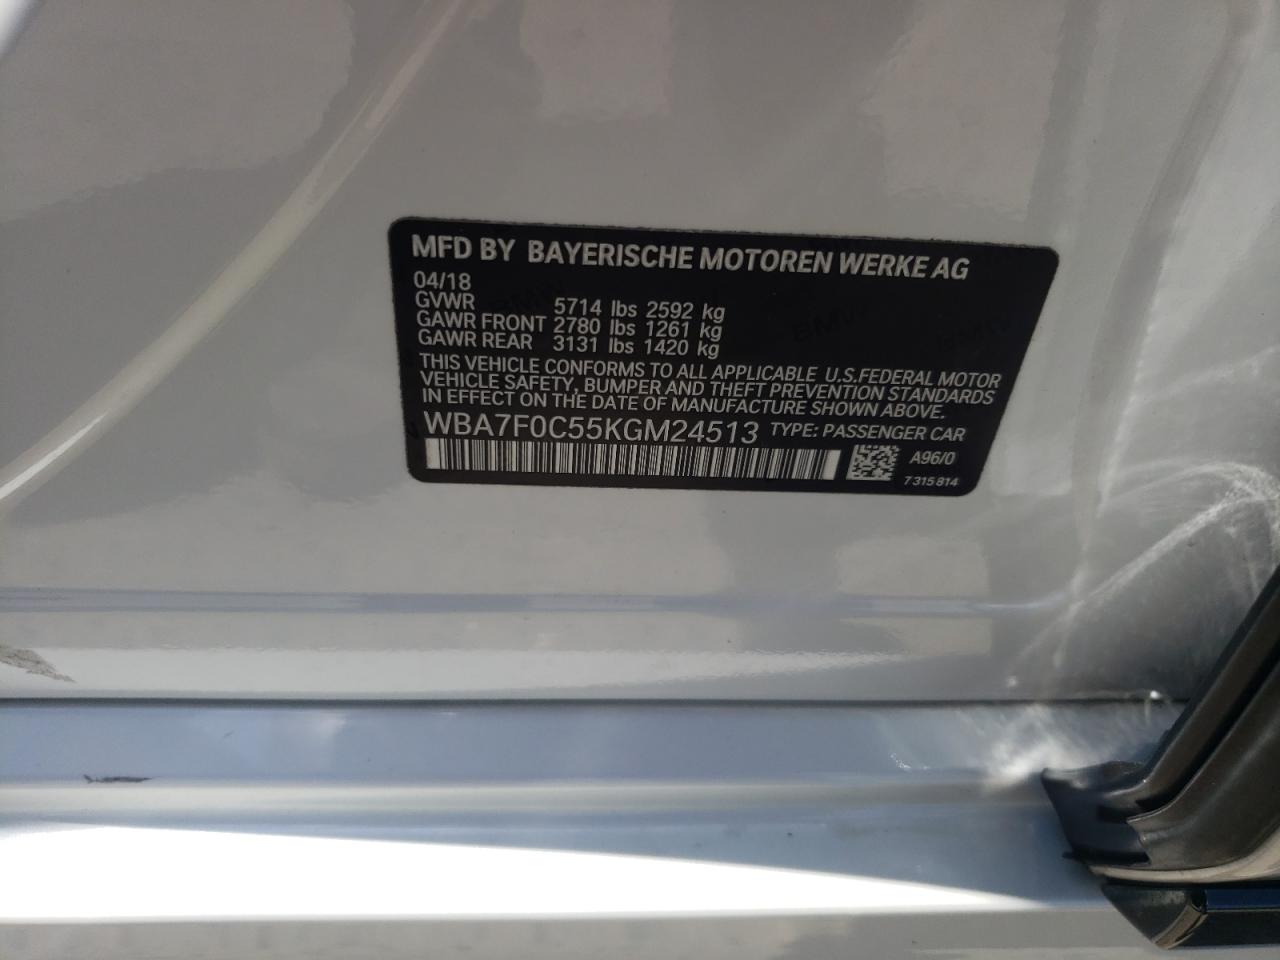 MFD BY BAYERISCHE MOTOREN WERKE AG
04/18
GVWR 5714 lbs 2592 kg
GAWR FRONT 2780 lbs 1261 kg
GAWR REAR 3131 lbs 1420 kg
THIS VEHICLE CONFORMS TO ALL APPLICABLE U.S.FEDERAL MOTOR
VEHICLE SAFETY, BUMPER AND THEFT PREVENTION STANDARDS
IN EFFECT ON THE DATE OF MANUFACTURE SHOWN ABOVE.
WBA7F0C55KGM24513 TYPE: PASSENGER CAR
A96/0
7 315 814